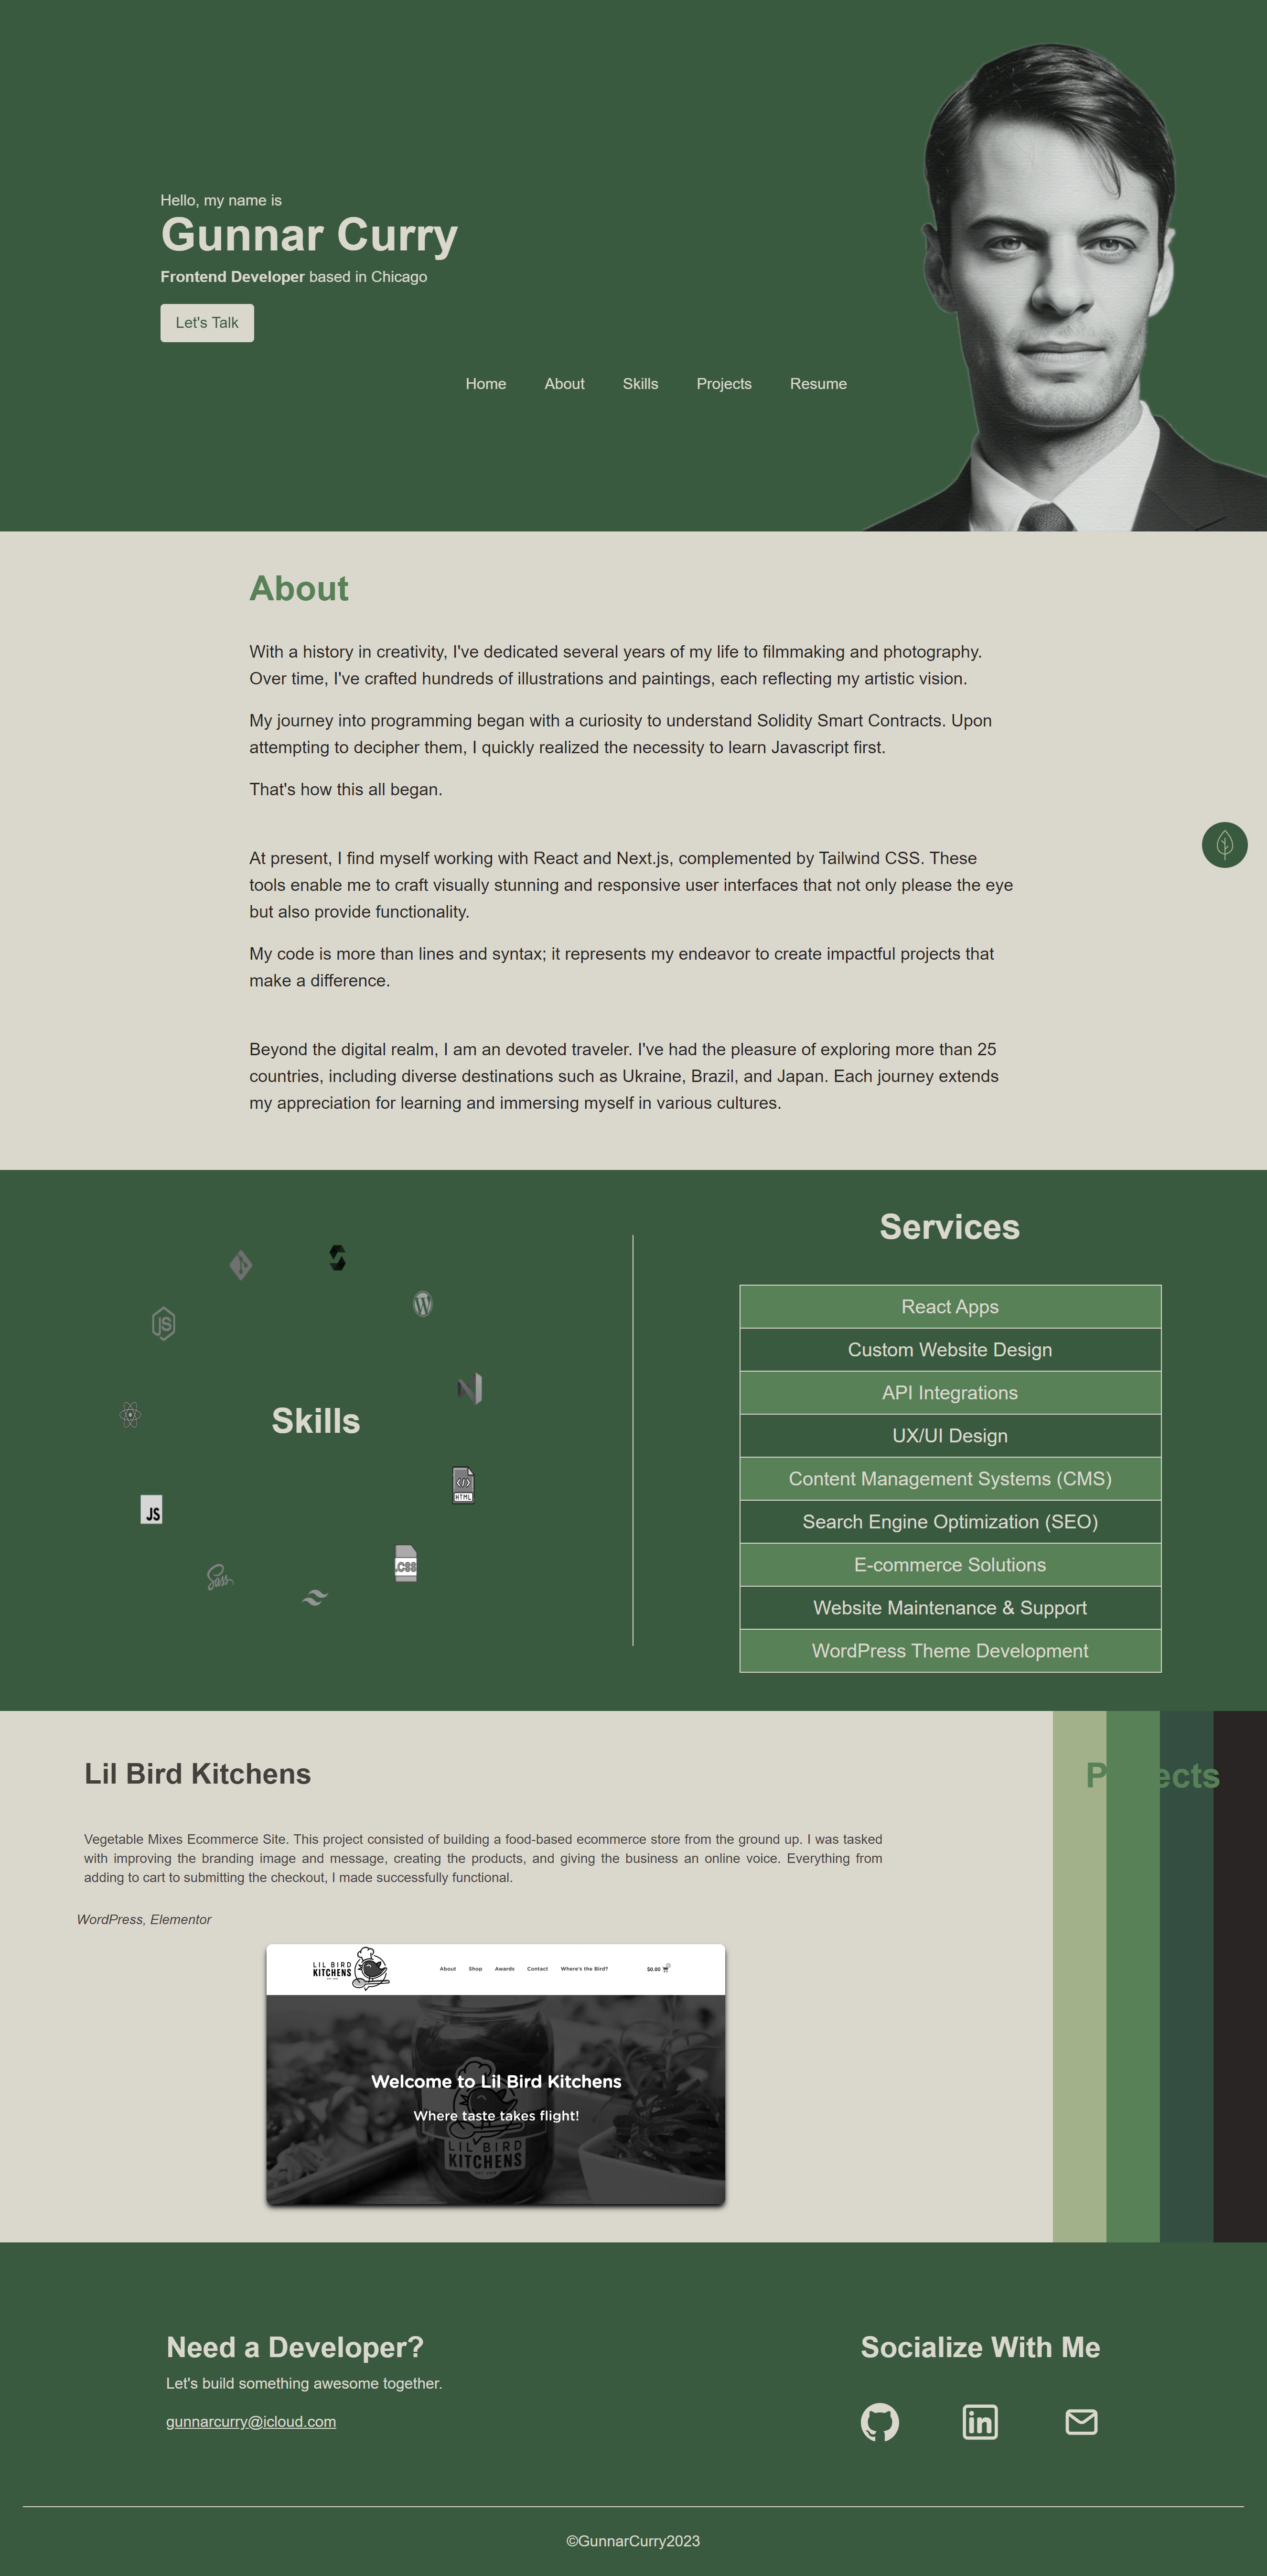 Hello, my name is
Gunnar Curry
Frontend Developer based in Chicago
Let's Talk
Home About Skills Projects Resume
About
With a history in creativity, I've dedicated several years of my life to filmmaking and photography.
Over time, I've crafted hundreds of illustrations and paintings, each reflecting my artistic vision.
My journey into programming began with a curiosity to understand Solidity Smart Contracts. Upon
attempting to decipher them, I quickly realized the necessity to learn Javascript first.
That's how this all began.
At present, I find myself working with React and Next.js, complemented by Tailwind CSS. These
tools enable me to craft visually stunning and responsive user interfaces that not only please the eye
but also provide functionality.
My code is more than lines and syntax; it represents my endeavor to create impactful projects that
make a difference.
Beyond the digital realm, I am an devoted traveler. I've had the pleasure of exploring more than 25
countries, including diverse destinations such as Ukraine, Brazil, and Japan. Each journey extends
my appreciation for learning and immersing myself in various cultures.
Skills
JS
W
N
HTML
JS
.CSS
Sass
Services
React Apps
Custom Website Design
API Integrations
UX/UI Design
Content Management Systems (CMS)
Search Engine Optimization (SEO)
E-commerce Solutions
Website Maintenance & Support
WordPress Theme Development
P ects
Lil Bird Kitchens
Vegetable Mixes Ecommerce Site. This project consisted of building a food-based ecommerce store from the ground up. I was tasked
with improving the branding image and message, creating the products, and giving the business an online voice. Everything from
adding to cart to submitting the checkout, I made successfully functional.
WordPress, Elementor
LIL BIRD
KITCHENS
About Shop Awards Contact Where's the Bird? $0.00
Welcome to Lil Bird Kitchens
Where taste takes flight!
LIL BIRD
KITCHENS
Need a Developer?
Let's build something awesome together.
gunnarcurry@icloud.com
Socialize With Me
in
©GunnarCurry2023